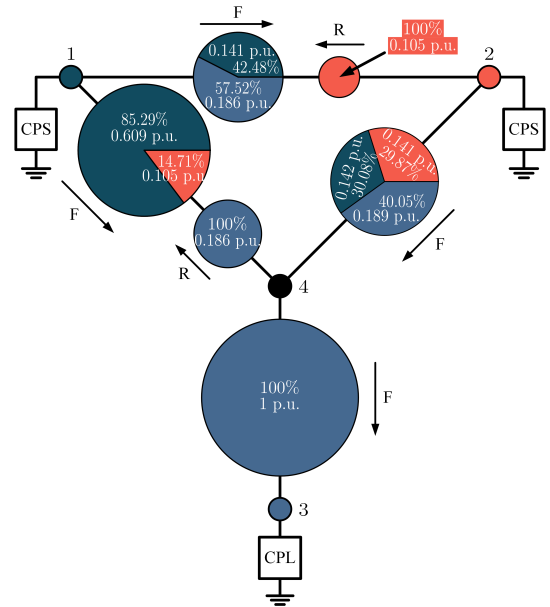 F
R
100%
0.105 p.u.
1
0.141 p.u.
42.48%
57.52%
0.186 p.u.
2
CPS
85.29%
0.609 p.u.
14.71%
0.105 p.u.
CPS
0.142 p.u.
30.08%
0.141 p.u.
29.87%
40.05%
0.189 p.u.
F
100%
0.186 p.u.
R
F
4
100%
1 p.u.
F
3
CPL